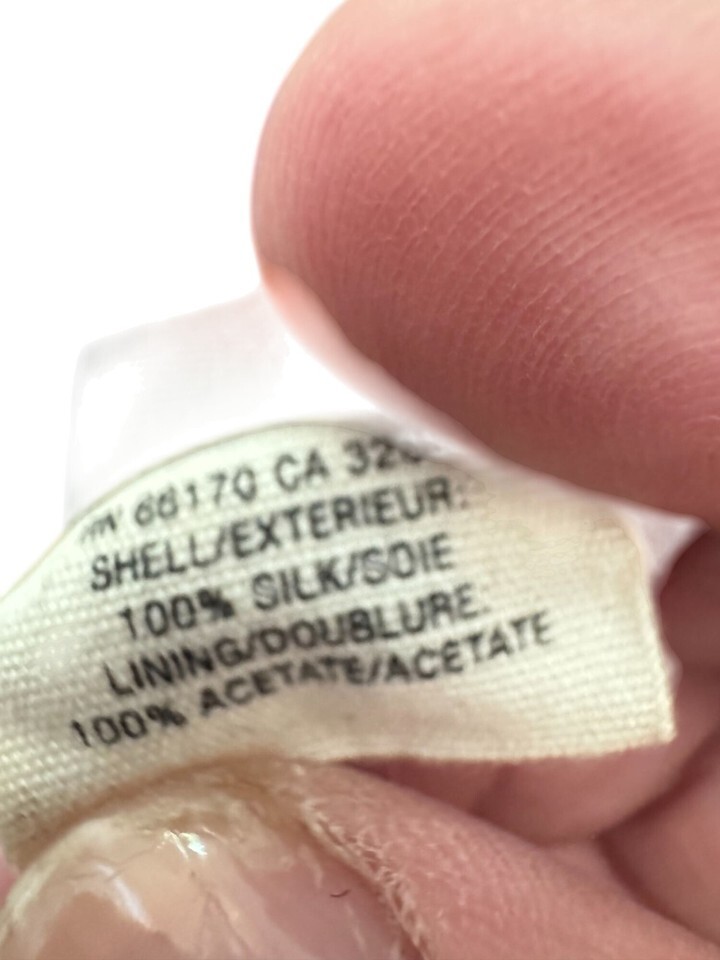 66170 CA
SHELL/EXTERIEUR:
100% SILK/SOIE
LINING/DOUBLURE:
100% ACETATE/ACETATE